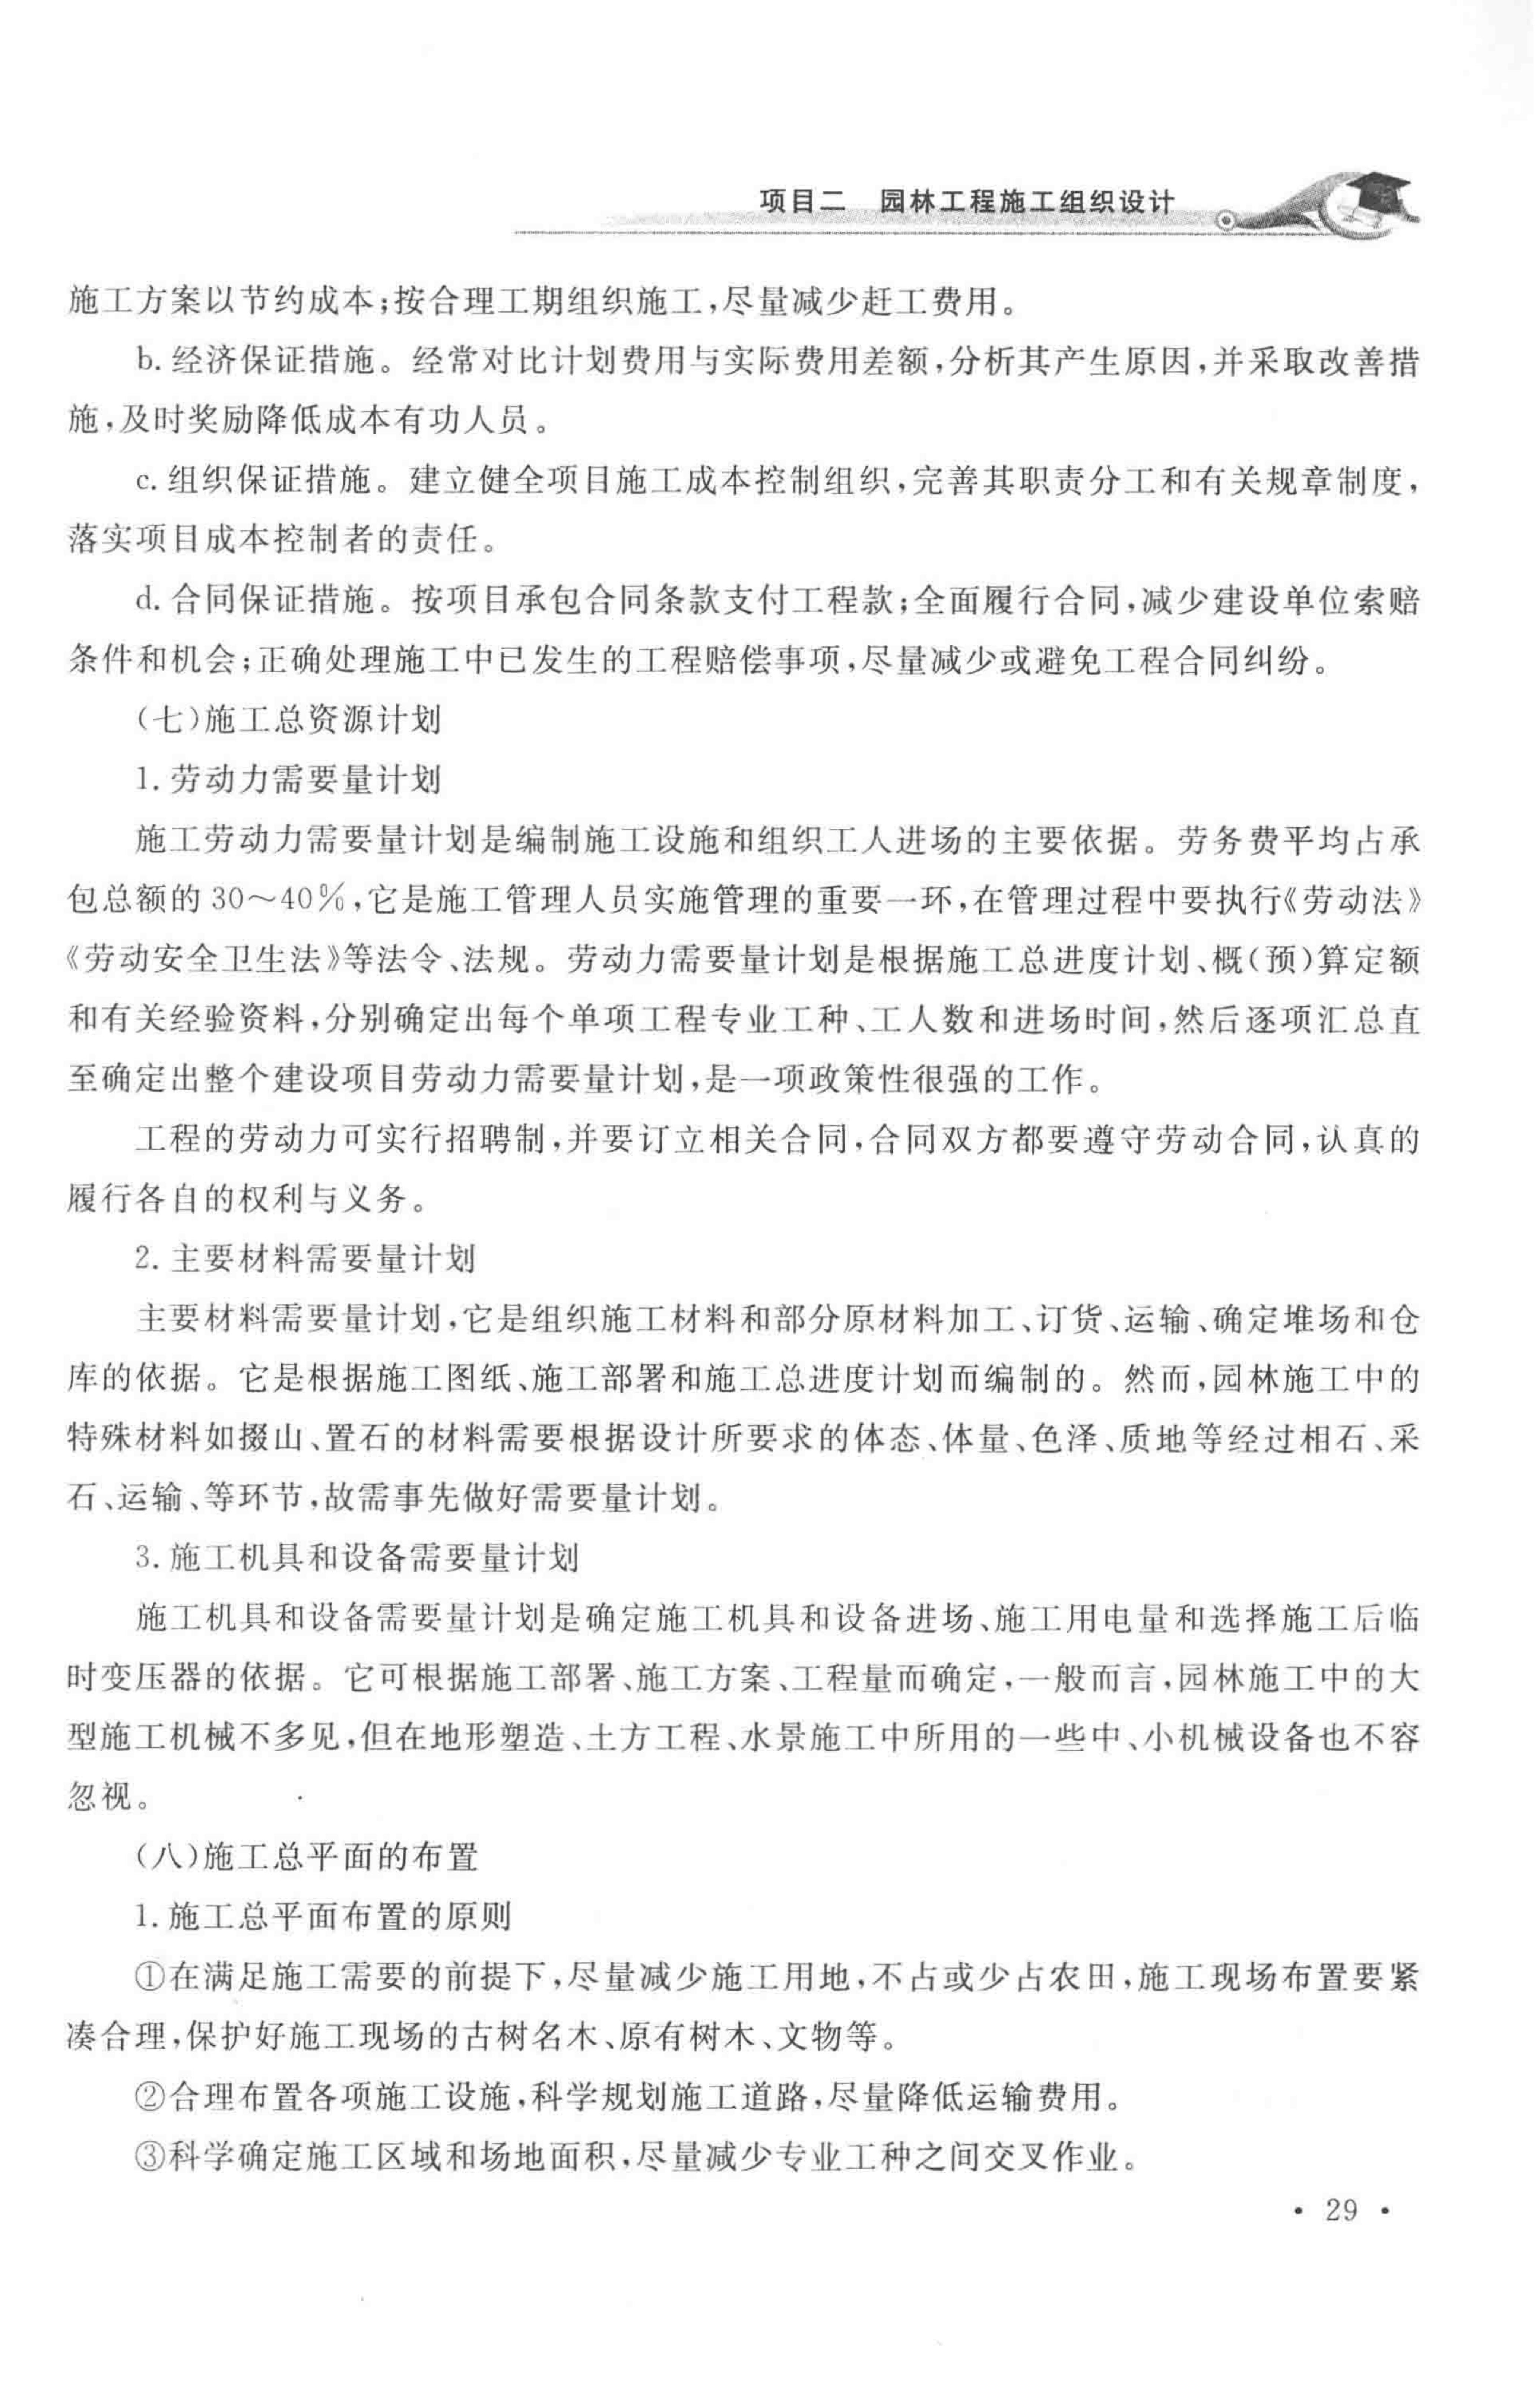 项目二 园林工程施工组织设计
施工方案以节约成本;按合理工期组织施工,尽量减少赶工费用。
b. 经济保证措施。经常对比计划费用与实际费用差额,分析其产生原因,并采取改善措
施,及时奖励降低成本有功人员。
c. 组织保证措施。建立健全项目施工成本控制组织,完善其职责分工和有关规章制度,
落实项目成本控制者的责任。
d. 合同保证措施。按项目承包合同条款支付工程款;全面履行合同,减少建设单位索赔
条件和机会;正确处理施工中已发生的工程赔偿事项,尽量减少或避免工程合同纠纷。
(七)施工总资源计划
1. 劳动力需要量计划
施工劳动力需要量计划是编制施工设施和组织工人进场的主要依据。劳务费平均占承
包总额的 30～40%,它是施工管理人员实施管理的重要一环,在管理过程中要执行《劳动法》
《劳动安全卫生法》等法令、法规。劳动力需要量计划是根据施工总进度计划、概(预)算定额
和有关经验资料,分别确定出每个单项工程专业工种、工人数和进场时间,然后逐项汇总直
至确定出整个建设项目劳动力需要量计划,是一项政策性很强的工作。
工程的劳动力可实行招聘制,并要订立相关合同,合同双方都要遵守劳动合同,认真的
履行各自的权利与义务。
2. 主要材料需要量计划
主要材料需要量计划,它是组织施工材料和部分原材料加工、订货、运输、确定堆场和仓
库的依据。它是根据施工图纸、施工部署和施工总进度计划而编制的。然而,园林施工中的
特殊材料如掇山、置石的材料需要根据设计所要求的体态、体量、色泽、质地等经过相石、采
石、运输、等环节,故需事先做好需要量计划。
3. 施工机具和设备需要量计划
施工机具和设备需要量计划是确定施工机具和设备进场、施工用电量和选择施工后临
时变压器的依据。它可根据施工部署、施工方案、工程量而确定,一般而言,园林施工中的大
型施工机械不多见,但在地形塑造、土方工程、水景施工中所用的一些中、小机械设备也不容
忽视。
(八)施工总平面的布置
1. 施工总平面布置的原则
①在满足施工需要的前提下,尽量减少施工用地,不占或少占农田,施工现场布置要紧
凑合理,保护好施工现场的古树名木、原有树木、文物等。
②合理布置各项施工设施,科学规划施工道路,尽量降低运输费用。
③科学确定施工区域和场地面积,尽量减少专业工种之间交叉作业。
• 29 •